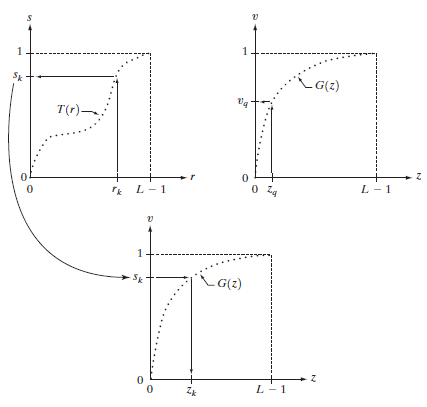 s
1
s_k
T(r)
0
0
r_k
L − 1
r
v
1
G(z)
v_q
0
0
z_q
L − 1
z
v
1
s_k
G(z)
0
0
z_k
L − 1
z